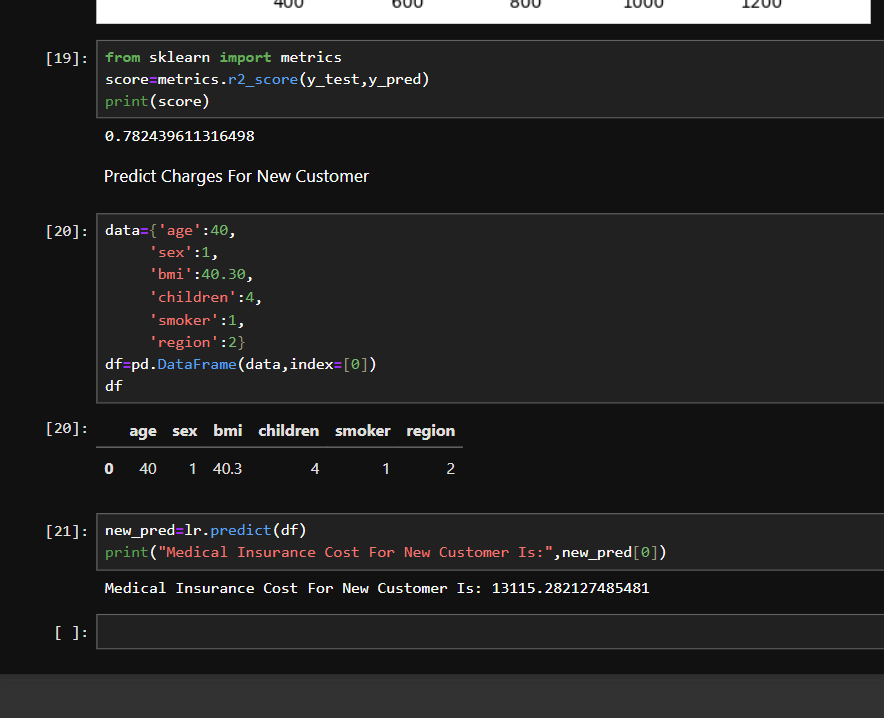 400 600 800 1000 1200
[19]: from sklearn import metrics
score=metrics.r2_score(y_test,y_pred)
print(score)
0.782439611316498
Predict Charges For New Customer
[20]: data={'age':40,
'sex':1,
'bmi':40.30,
'children':4,
'smoker':1,
'region':2}
df=pd.DataFrame(data,index=[0])
df
[20]: age sex bmi children smoker region
0 40 1 40.3 4 1 2
[21]: new_pred=lr.predict(df)
print("Medical Insurance Cost For New Customer Is:",new_pred[0])
Medical Insurance Cost For New Customer Is: 13115.282127485481
[ ]: